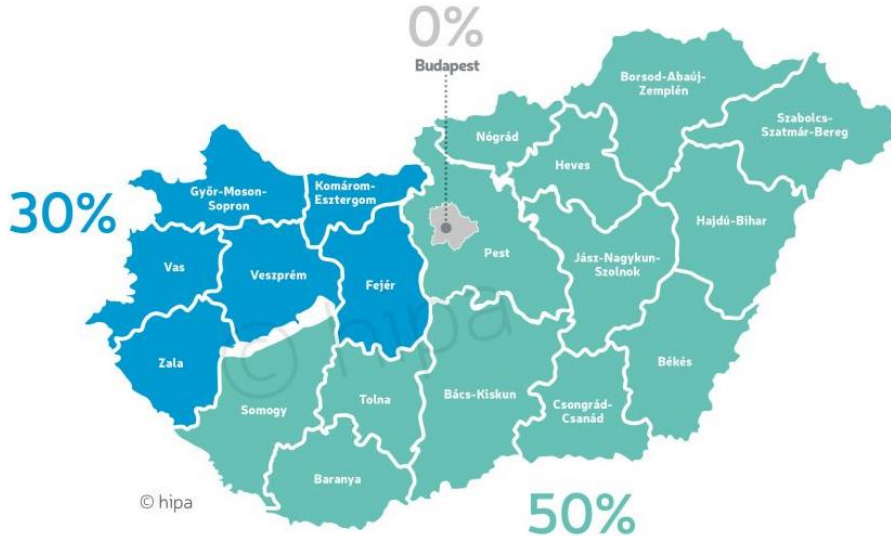 0%
Budapest
Borsod-Abaúj-
Zemplén
Szabolcs-
Szatmár-Bereg
Nógrád
Heves
Komárom-
Esztergom
Győr-Moson-
Sopron
30%
Hajdú-Bihar
Pest
Jász-Nagykun-
Szolnok
Vas
Veszprém
Fejér
© hipa
Zala
Békés
Somogy
Tolna
Bács-Kiskun
Csongrád-
Csanád
Baranya
© hipa
50%